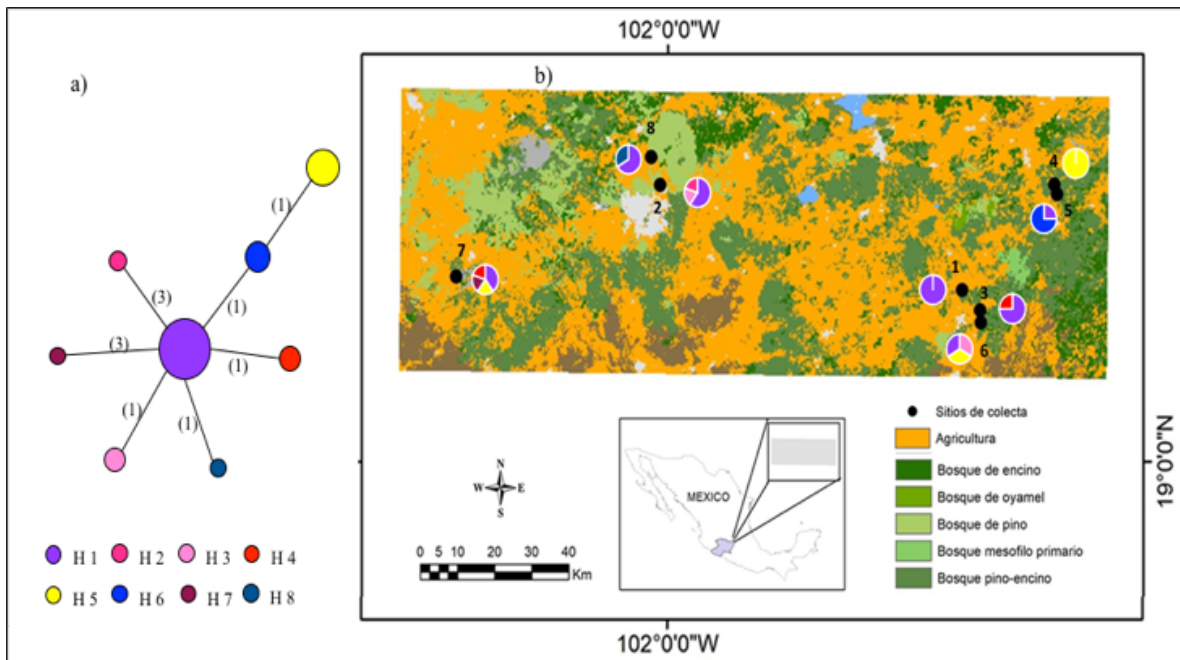 a)
(1)
(3)
(1)
(3)
(1)
(1)
(1)
H 1
H 2
H 3
H 4
H 5
H 6
H 7
H 8
102°0'0"W
b)
8
4
2
5
7
1
3
6
Sitios de colecta
Agricultura
Bosque de encino
Bosque de oyamel
Bosque de pino
Bosque mesofilo primario
Bosque pino-encino
N
W
E
S
0 5 10 20 30 40
Km
MEXICO
19°0'0"N
102°0'0"W